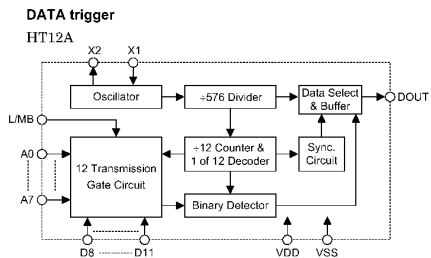 DATA trigger
HT12A
X2
X1
Oscillator
÷576 Divider
Data Select
& Buffer
DOUT
L/MB
A0
12 Transmission
Gate Circuit
÷12 Counter &
1 of 12 Decoder
Sync.
Circuit
A7
Binary Detector
D8
D11
VDD
VSS